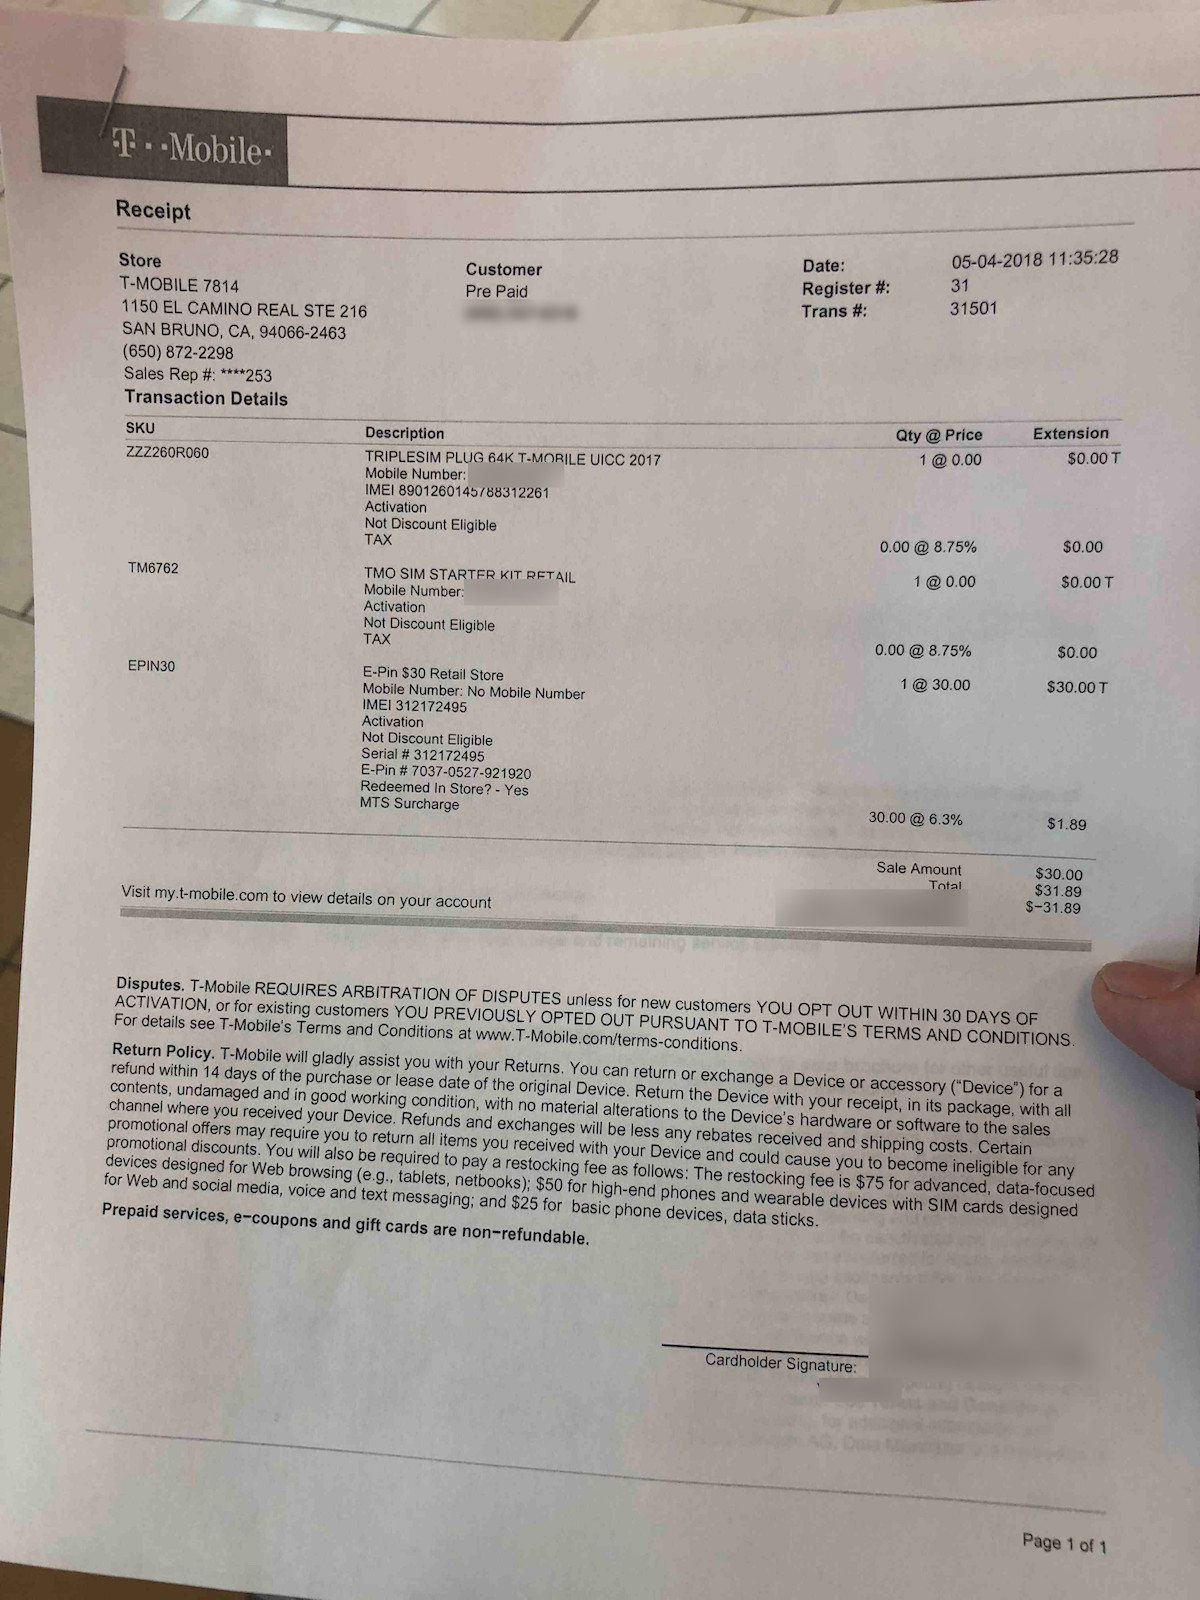 T··Mobile·
Receipt
Store
T-MOBILE 7814
1150 EL CAMINO REAL STE 216
SAN BRUNO, CA, 94066-2463
(650) 872-2298
Sales Rep #: ****253
Customer
Pre Paid
Date: 05-04-2018 11:35:28
Register #: 31
Trans #: 31501
Transaction Details
SKU Description Qty @ Price Extension
ZZZ260R060 TRIPLESIM PLUG 64K T-MOBILE UICC 2017 1 @ 0.00 $0.00 T
Mobile Number:
IMEI 8901260145788312261
Activation
Not Discount Eligible
TAX 0.00 @ 8.75% $0.00
TM6762 TMO SIM STARTER KIT RETAIL 1 @ 0.00 $0.00 T
Mobile Number:
Activation
Not Discount Eligible
TAX 0.00 @ 8.75% $0.00
EPIN30 E-Pin $30 Retail Store 1 @ 30.00 $30.00 T
Mobile Number: No Mobile Number
IMEI 312172495
Activation
Not Discount Eligible
Serial # 312172495
E-Pin # 7037-0527-921920
Redeemed In Store? - Yes
MTS Surcharge 30.00 @ 6.3% $1.89
Sale Amount $30.00
Total $31.89
$-31.89
Visit my.t-mobile.com to view details on your account
Disputes. T-Mobile REQUIRES ARBITRATION OF DISPUTES unless for new customers YOU OPT OUT WITHIN 30 DAYS OF
ACTIVATION, or for existing customers YOU PREVIOUSLY OPTED OUT PURSUANT TO T-MOBILE'S TERMS AND CONDITIONS.
For details see T-Mobile's Terms and Conditions at www.T-Mobile.com/terms-conditions.
Return Policy. T-Mobile will gladly assist you with your Returns. You can return or exchange a Device or accessory ("Device") for a
refund within 14 days of the purchase or lease date of the original Device. Return the Device with your receipt, in its package, with all
contents, undamaged and in good working condition, with no material alterations to the Device's hardware or software to the sales
channel where you received your Device. Refunds and exchanges will be less any rebates received and shipping costs. Certain
promotional offers may require you to return all items you received with your Device and could cause you to become ineligible for any
promotional discounts. You will also be required to pay a restocking fee as follows: The restocking fee is $75 for advanced, data-focused
devices designed for Web browsing (e.g., tablets, netbooks); $50 for high-end phones and wearable devices with SIM cards designed
for Web and social media, voice and text messaging; and $25 for basic phone devices, data sticks.
Prepaid services, e-coupons and gift cards are non-refundable.
Cardholder Signature:
Page 1 of 1